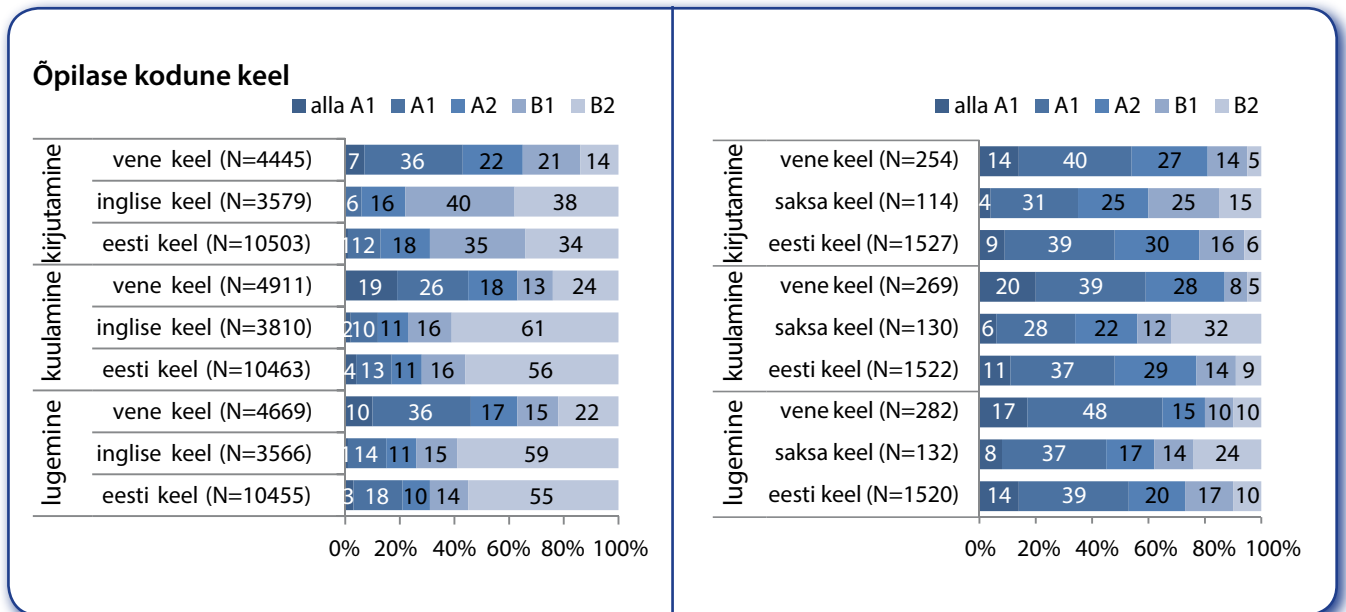 Õpilase kodune keel
alla A1 A1 A2 B1 B2
kirjutamine
vene keel (N=4445) 7 36 22 21 14
inglise keel (N=3579) 6 16 40 38
eesti keel (N=10503) 1 12 18 35 34
kuulamine
vene keel (N=4911) 19 26 18 13 24
inglise keel (N=3810) 2 10 11 16 61
eesti keel (N=10463) 4 13 11 16 56
lugemine
vene keel (N=4669) 10 36 17 15 22
inglise keel (N=3566) 1 14 11 15 59
eesti keel (N=10455) 3 18 10 14 55
0% 20% 40% 60% 80% 100%
alla A1 A1 A2 B1 B2
kirjutamine
vene keel (N=254) 14 40 27 14 5
saksa keel (N=114) 4 31 25 25 15
eesti keel (N=1527) 9 39 30 16 6
kuulamine
vene keel (N=269) 20 39 28 8 5
saksa keel (N=130) 6 28 22 12 32
eesti keel (N=1522) 11 37 29 14 9
lugemine
vene keel (N=282) 17 48 15 10 10
saksa keel (N=132) 8 37 17 14 24
eesti keel (N=1520) 14 39 20 17 10
0% 20% 40% 60% 80% 100%